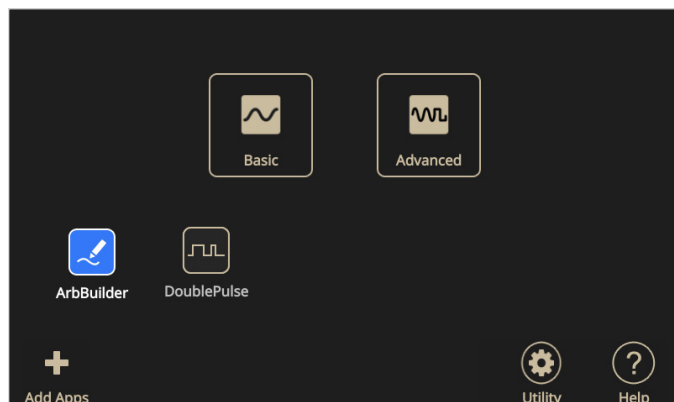 Basic
Advanced
ArbBuilder
DoublePulse
Add Apps
Utility
Help